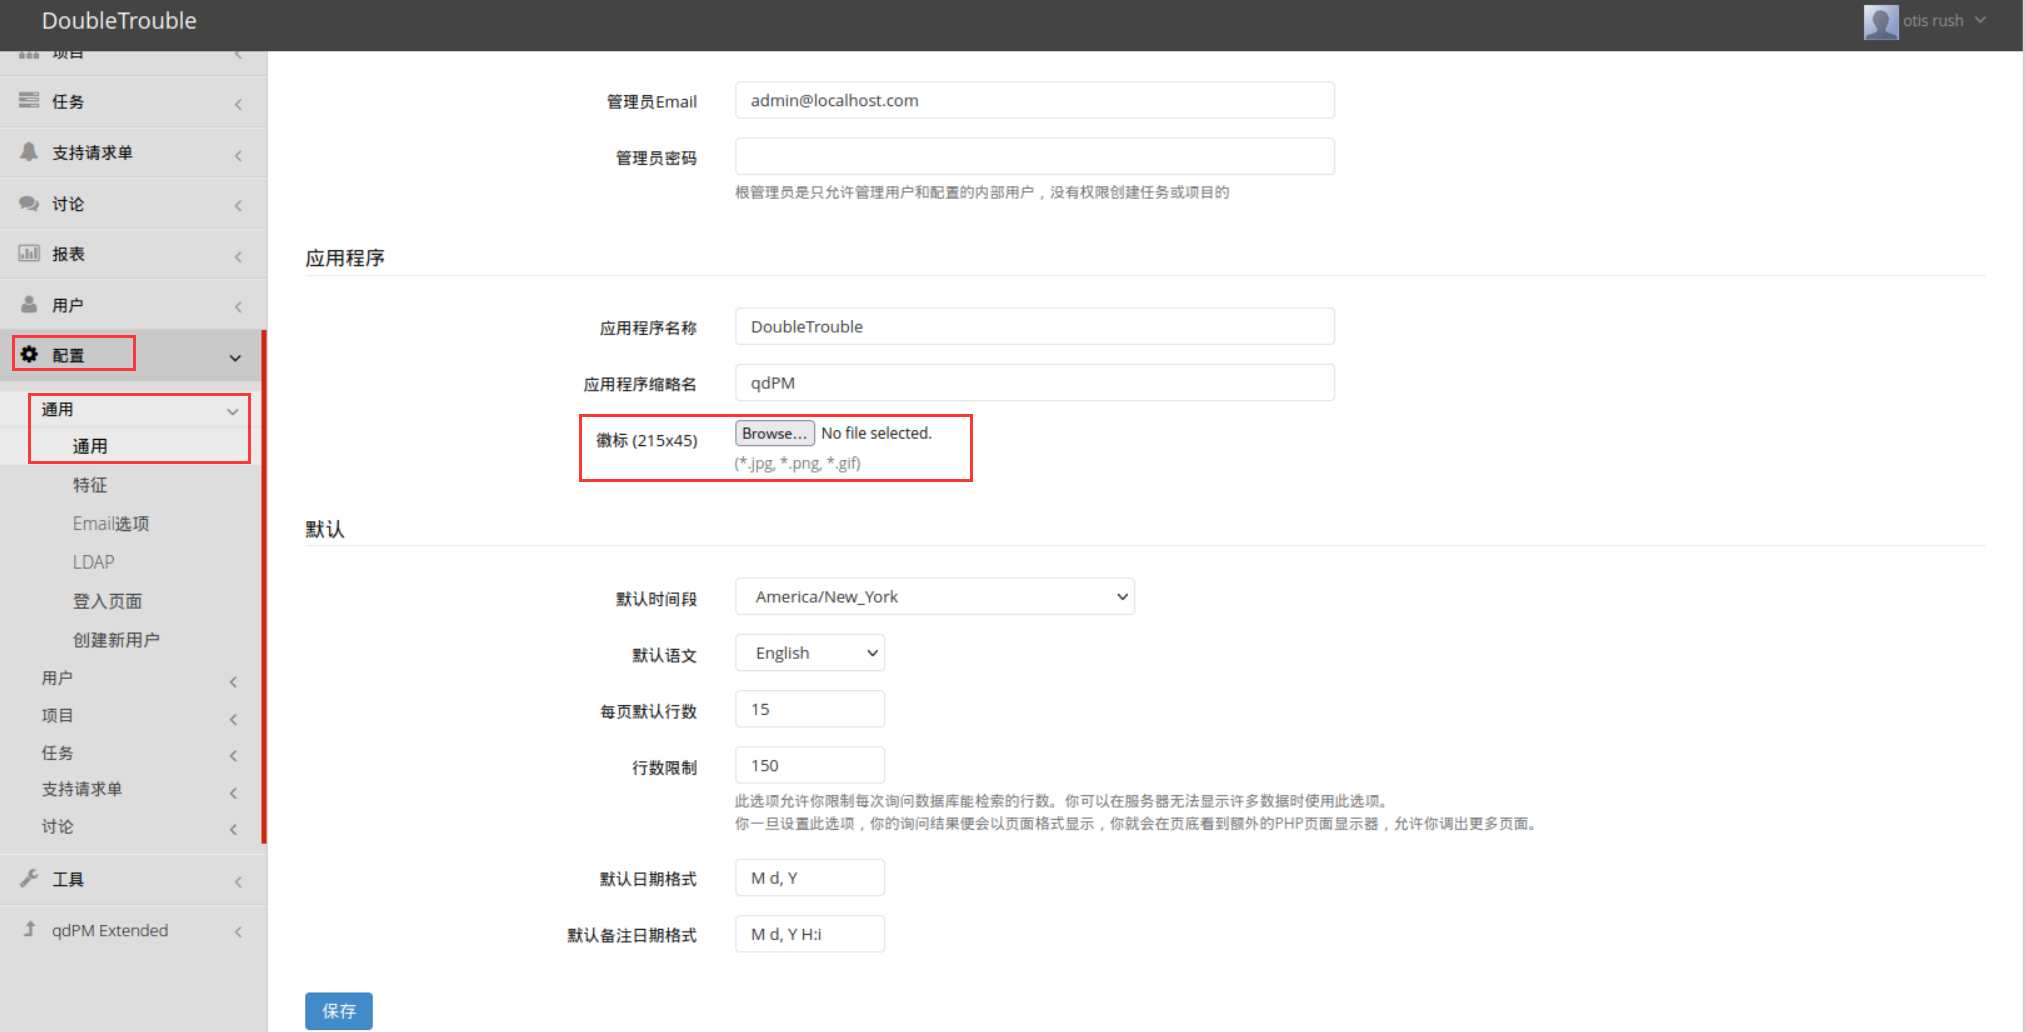 DoubleTrouble
otis rush
项目
任务
支持请求单
讨论
报表
用户
配置
通用
通用
特征
Email选项
LDAP
登入页面
创建新用户
用户
项目
任务
支持请求单
讨论
工具
qdPM Extended
管理员Email
admin@localhost.com
管理员密码
根管理员是只允许管理用户和配置的内部用户，没有权限创建任务或项目的
应用程序
应用程序名称
DoubleTrouble
应用程序缩略名
qdPM
徽标 (215x45)
Browse... No file selected.
(*.jpg, *.png, *.gif)
默认
默认时间段
America/New_York
默认语文
English
每页默认行数
15
行数限制
150
此选项允许你限制每次询问数据库能检索的行数。你可以在服务器无法显示许多数据时使用此选项。
你一旦设置此选项，你的询问结果便会以页面格式显示，你就会在页底看到额外的PHP页面显示器，允许你调出更多页面。
默认日期格式
M d, Y
默认备注日期格式
M d, Y H:i
保存